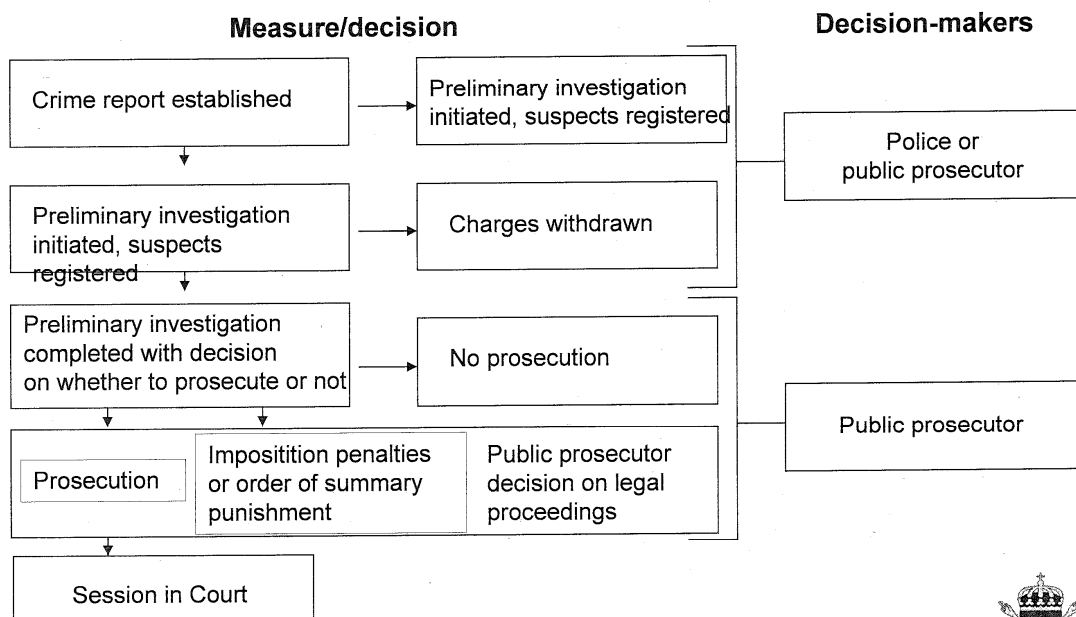 Measure/decision
Decision-makers
Crime report established
Preliminary investigation
initiated, suspects registered
Police or
public prosecutor
Preliminary investigation
initiated, suspects
registered
Charges withdrawn
Preliminary investigation
completed with decision
on whether to prosecute or not
No prosecution
Public prosecutor
Prosecution
Impositition penalties
or order of summary
punishment
Public prosecutor
decision on legal
proceedings
Session in Court